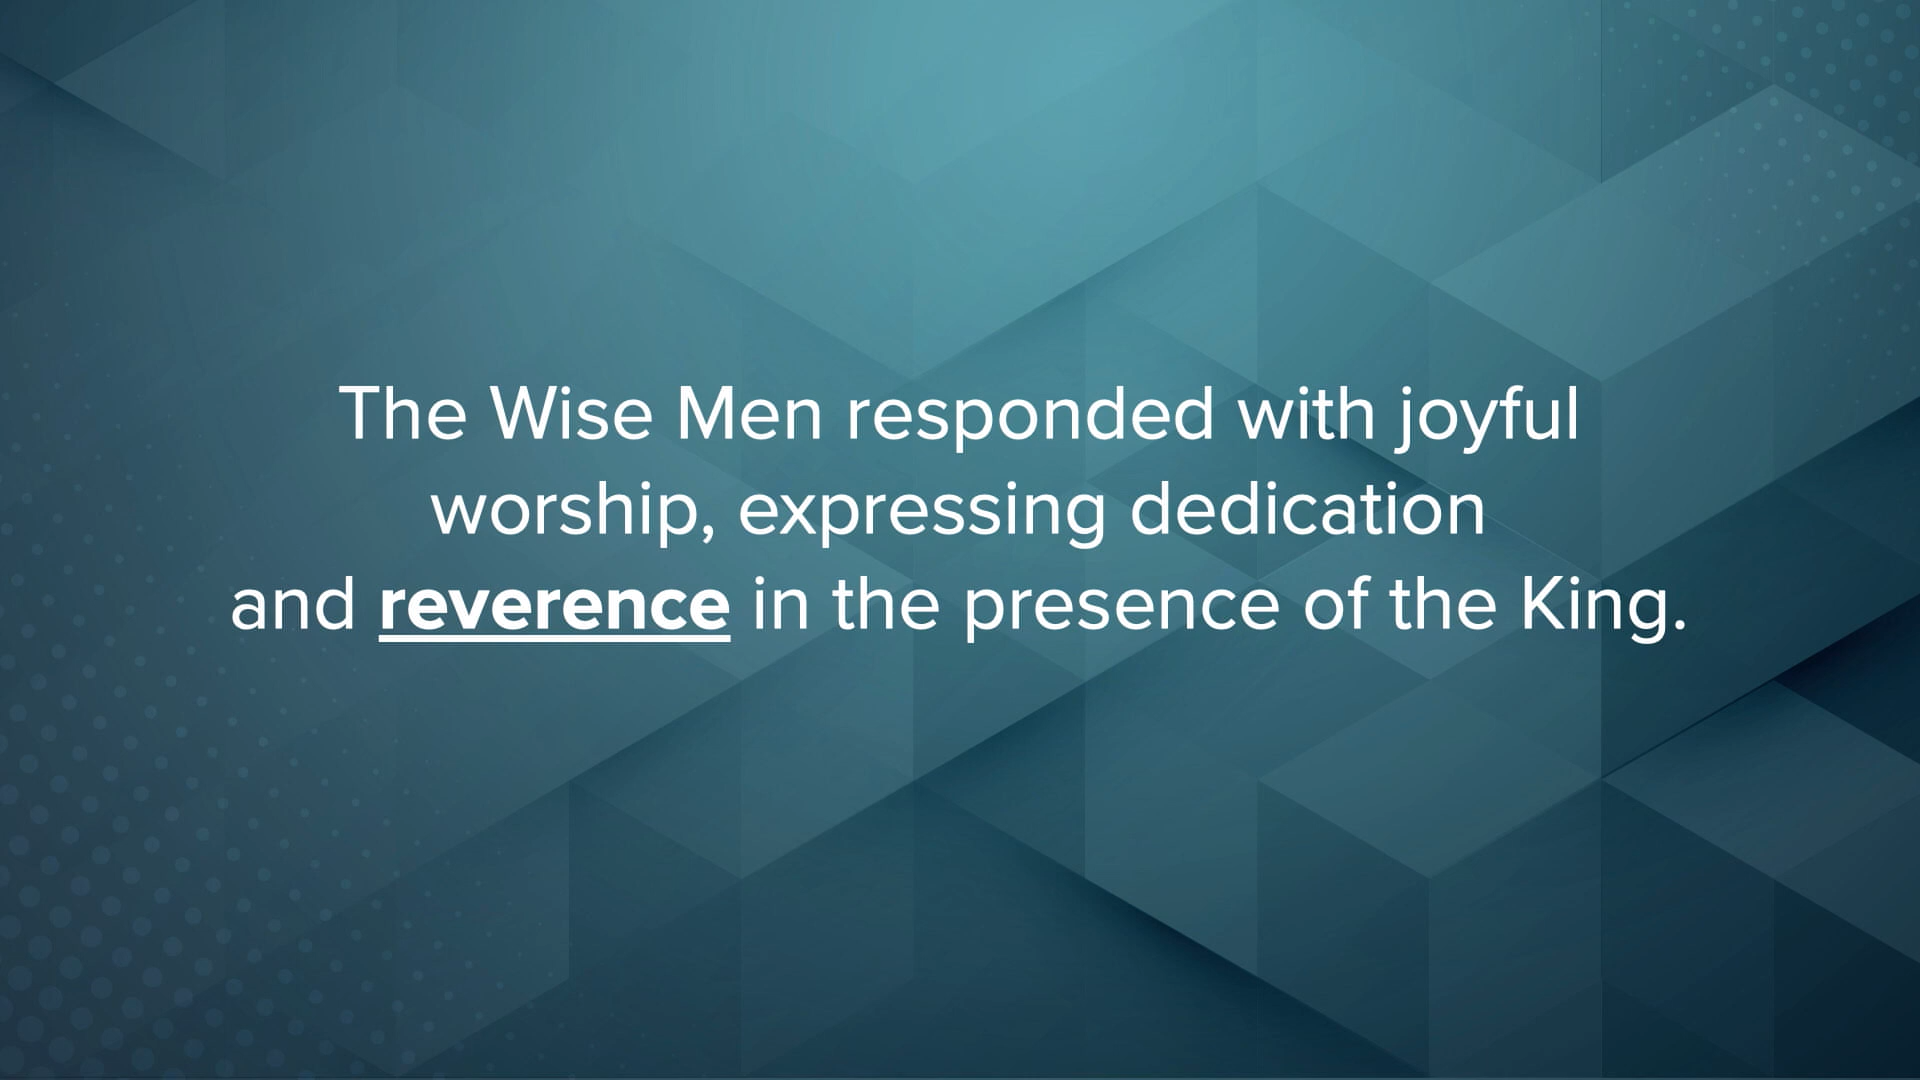 The Wise Men responded with joyful
worship, expressing dedication
and reverence in the presence of the King.